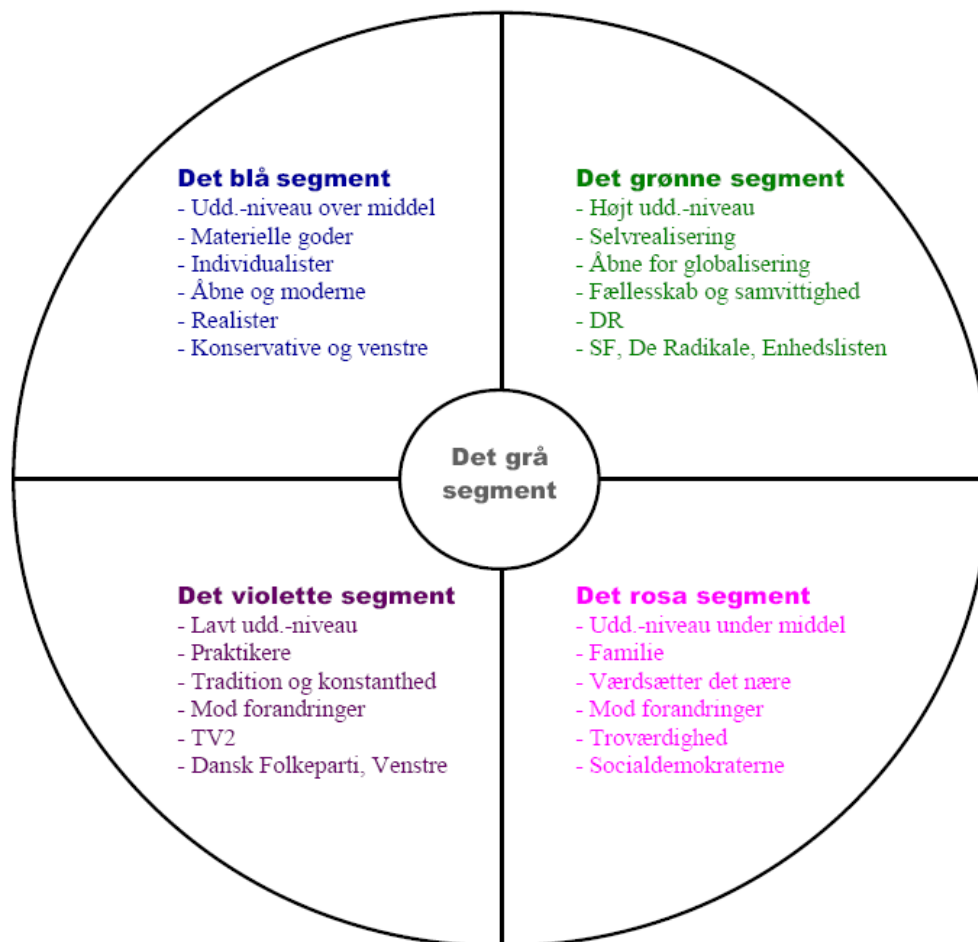 Det blå segment
- Udd.-niveau over middel
- Materielle goder
- Individualister
- Åbne og moderne
- Realister
- Konservative og venstre
Det grønne segment
- Højt udd.-niveau
- Selvrealisering
- Åbne for globalisering
- Fællesskab og samvittighed
- DR
- SF, De Radikale, Enhedslisten
Det grå
segment
Det violette segment
- Lavt udd.-niveau
- Praktikere
- Tradition og konstanthed
- Mod forandringer
- TV2
- Dansk Folkeparti, Venstre
Det rosa segment
- Udd.-niveau under middel
- Familie
- Værdsætter det nære
- Mod forandringer
- Troværdighed
- Socialdemokraterne